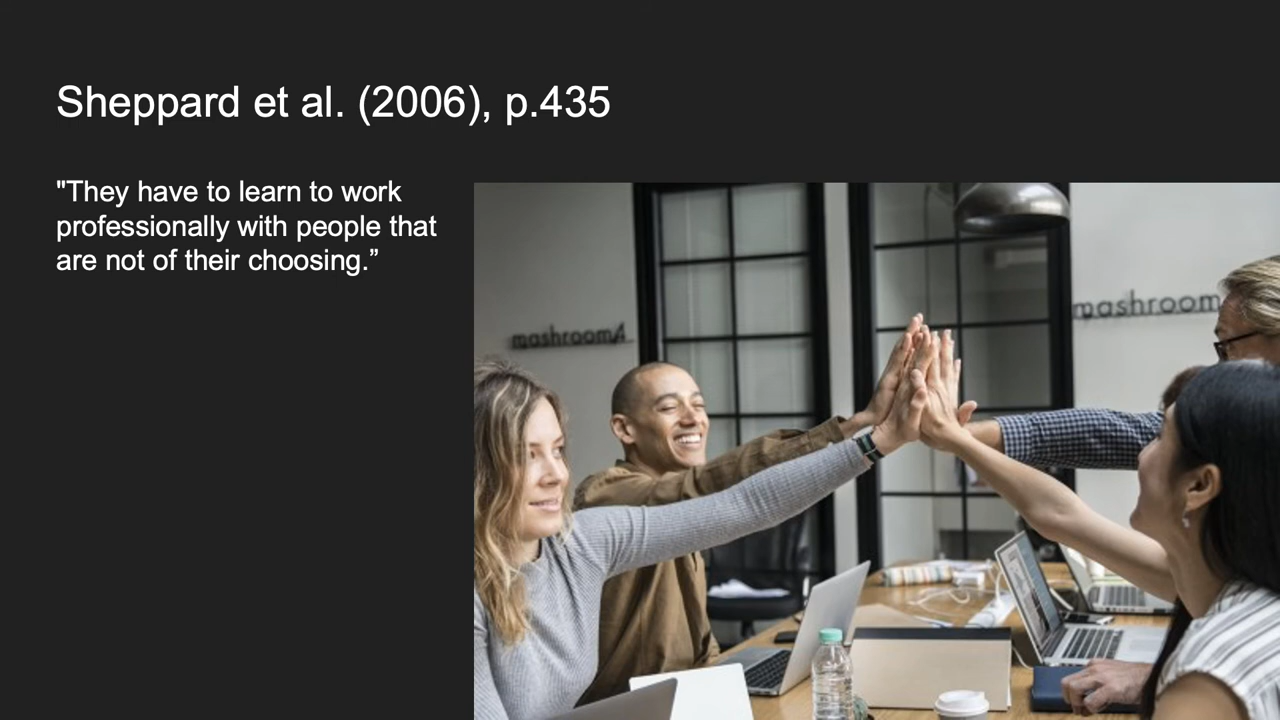 Sheppard et al. (2006), p.435
"They have to learn to work
professionally with people that
are not of their choosing.”
mashroom4
mashroom